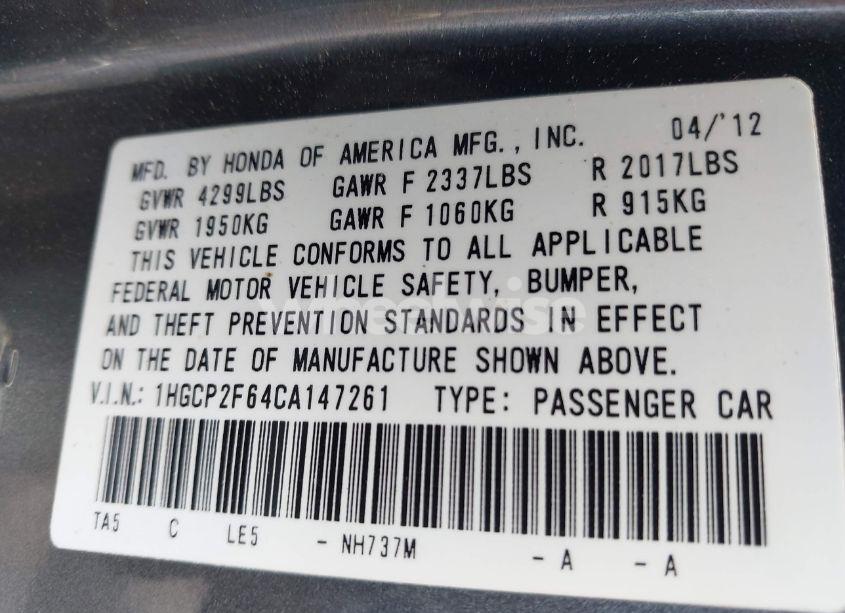 MFD. BY HONDA OF AMERICA MFG., INC. 04/'12
GVWR 4299LBS GAWR F 2337LBS R 2017LBS
GVWR 1950KG GAWR F 1060KG R 915KG
THIS VEHICLE CONFORMS TO ALL APPLICABLE
FEDERAL MOTOR VEHICLE SAFETY, BUMPER,
AND THEFT PREVENTION STANDARDS IN EFFECT
ON THE DATE OF MANUFACTURE SHOWN ABOVE.
V.I.N.: 1HGCP2F64CA147261 TYPE: PASSENGER CAR
TA5 C LE5 - NH737M - A - A